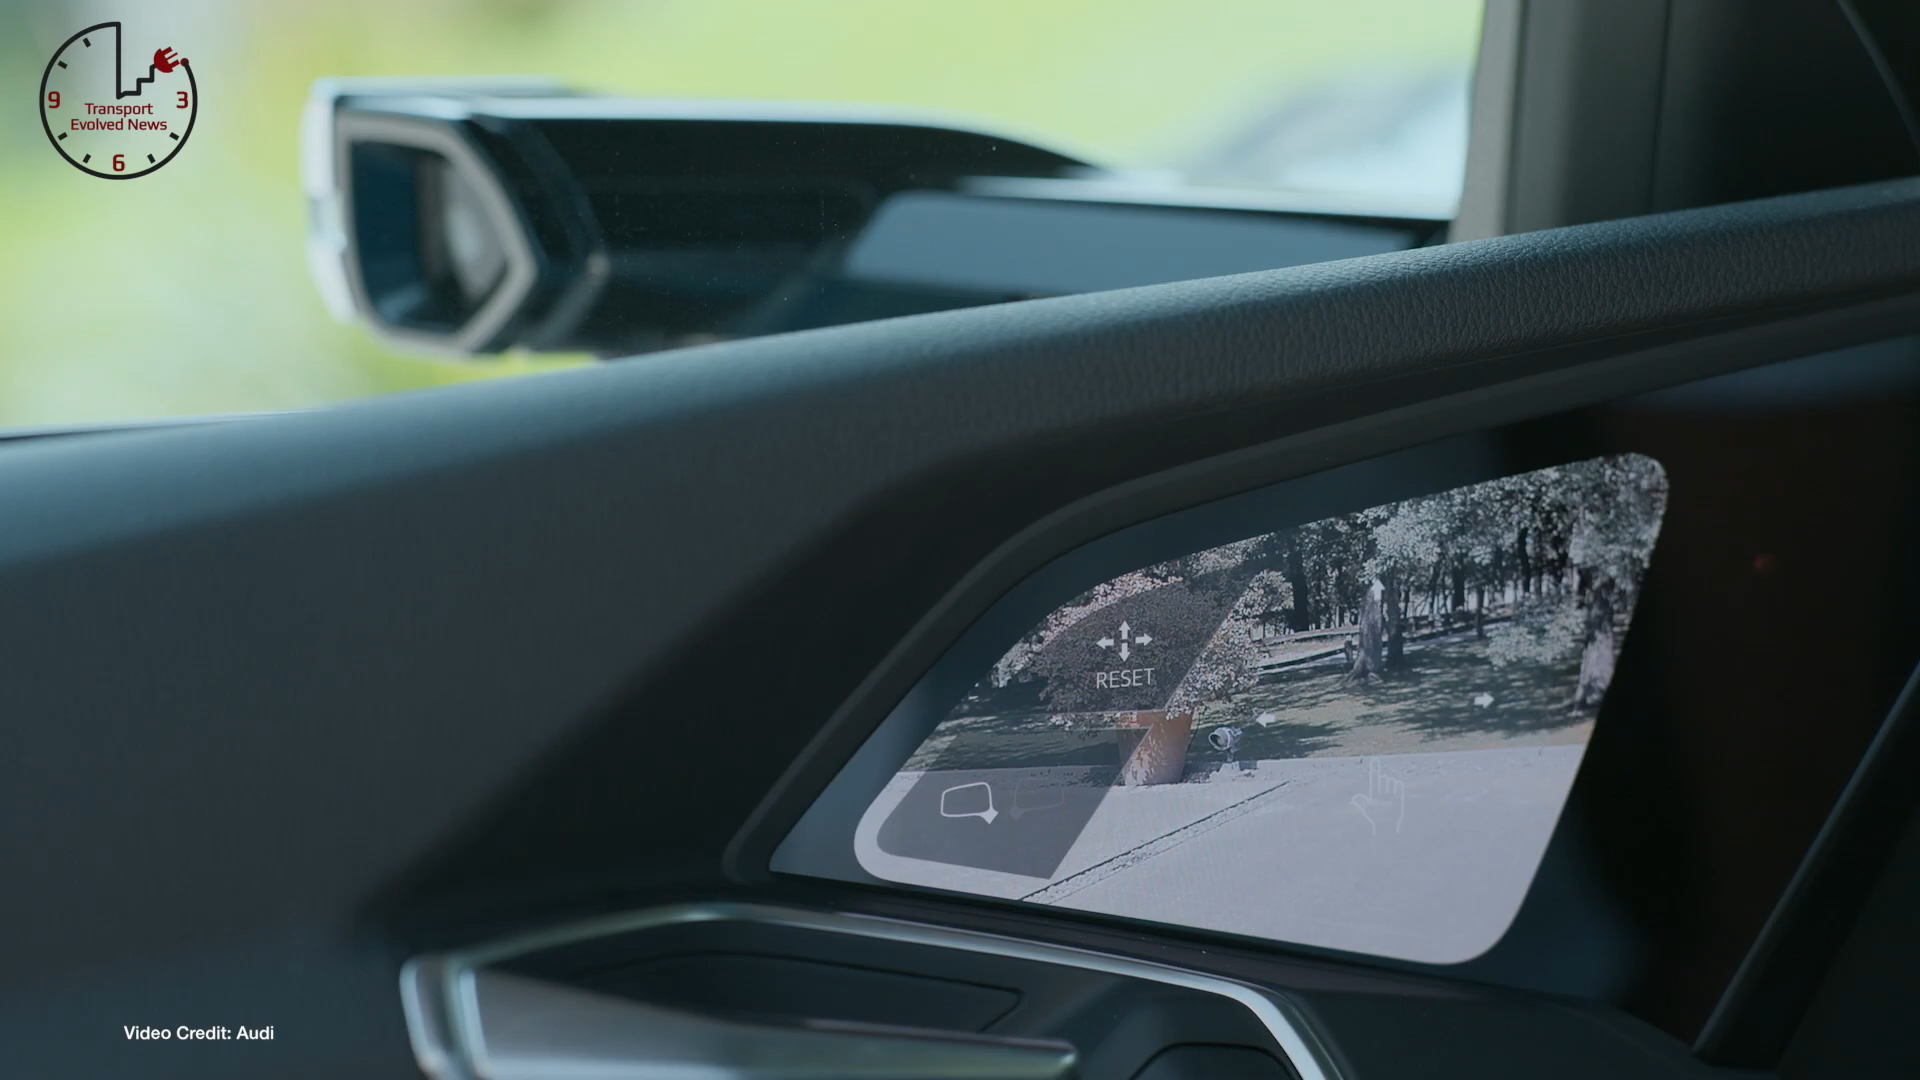 9
3
Transport
Evolved News
6
RESET
Video Credit: Audi